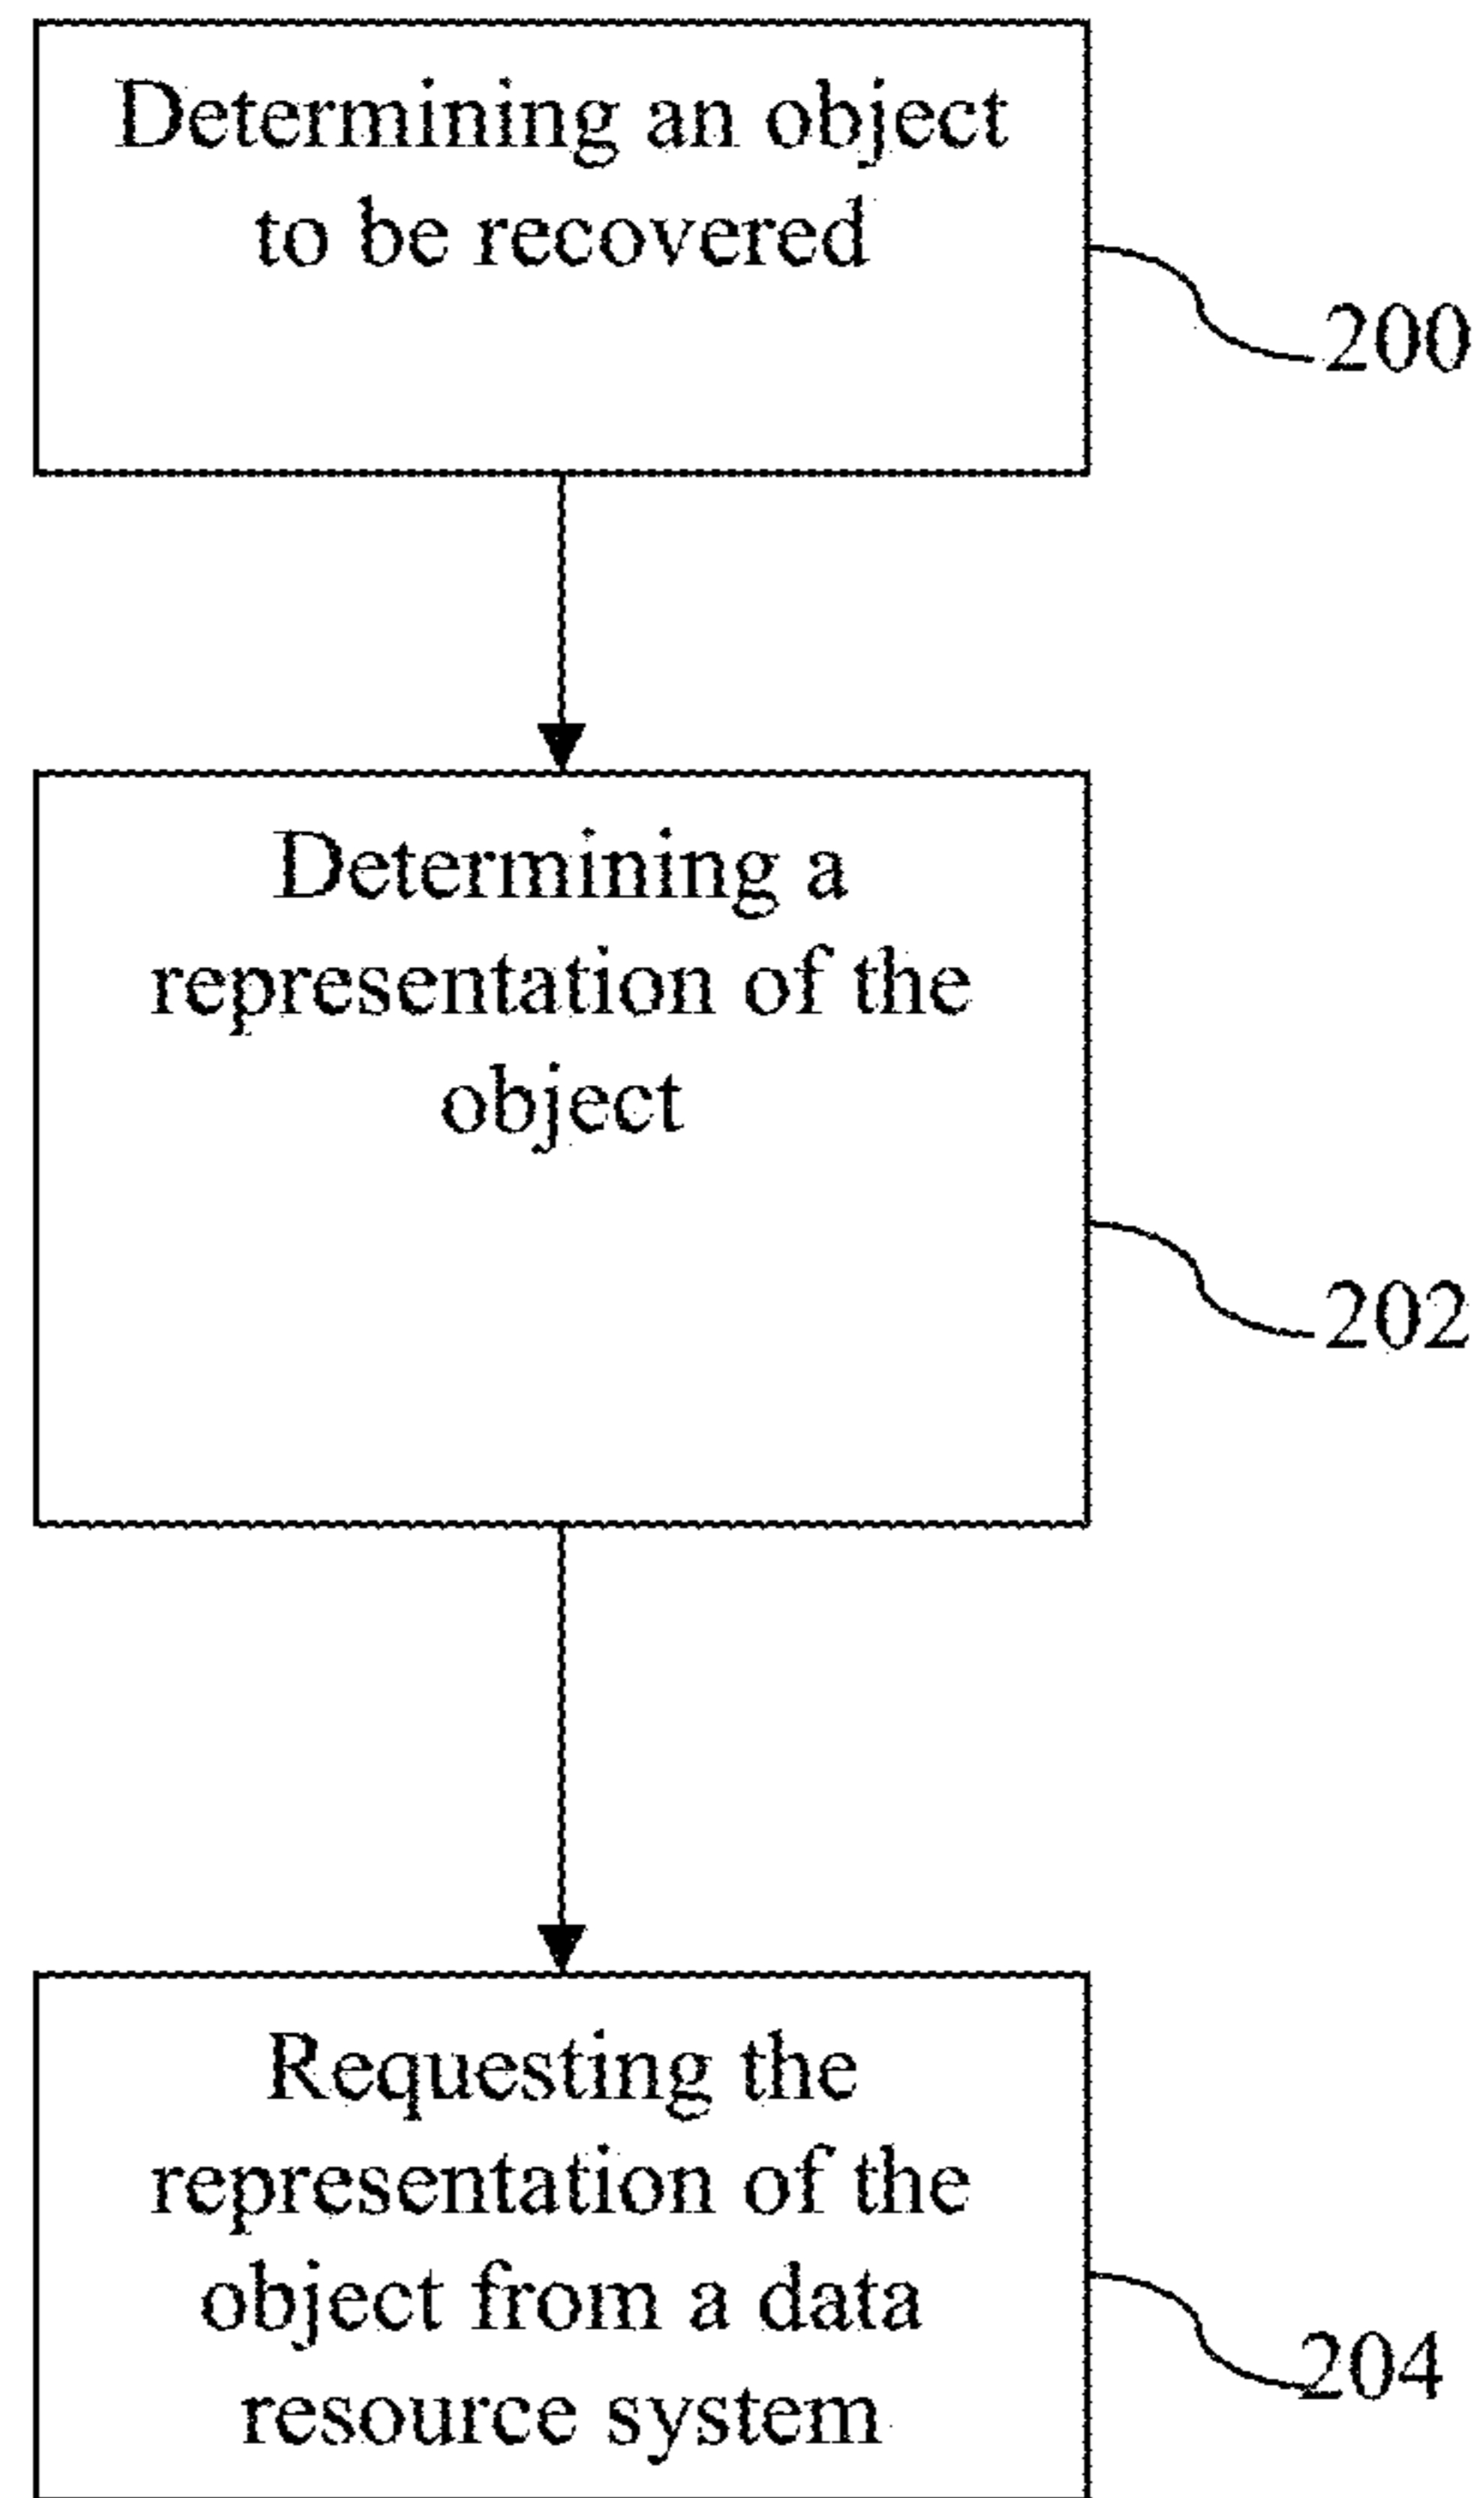 Determining an object
to be recovered
200
Determining a
representation of the
object
202
Requesting the
representation of the
object from a data
resource system
204